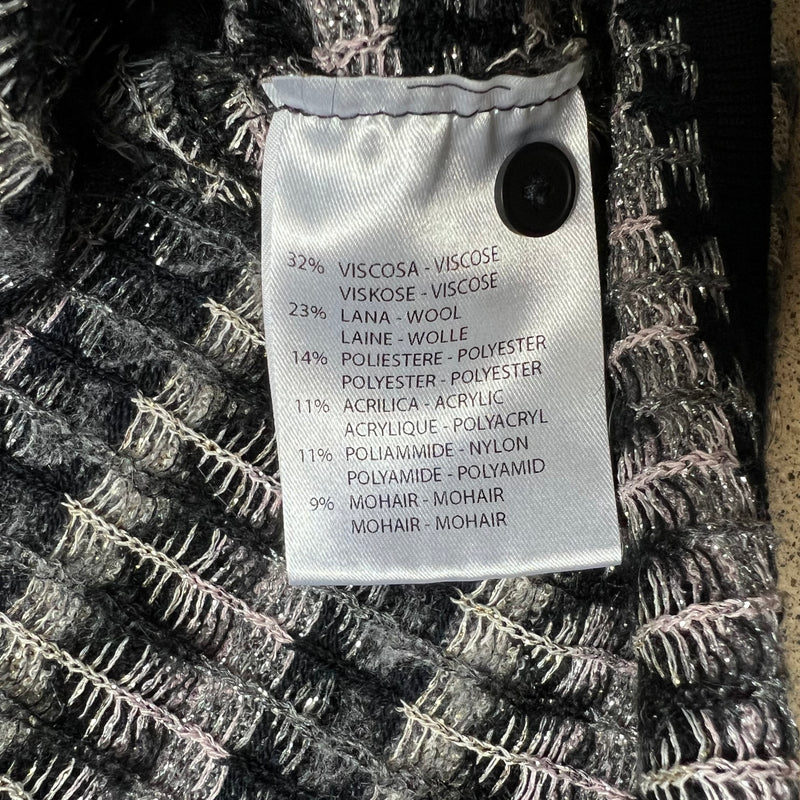 32% VISCOSA - VISCOSE
VISKOSE - VISCOSE
23% LANA - WOOL
LAINE - WOLLE
14% POLIESTERE - POLYESTER
POLYESTER - POLYESTER
11% ACRILICA - ACRYLIC
ACRYLIQUE - POLYACRYL
11% POLIAMMIDE - NYLON
POLYAMIDE - POLYAMID
9% MOHAIR - MOHAIR
MOHAIR - MOHAIR